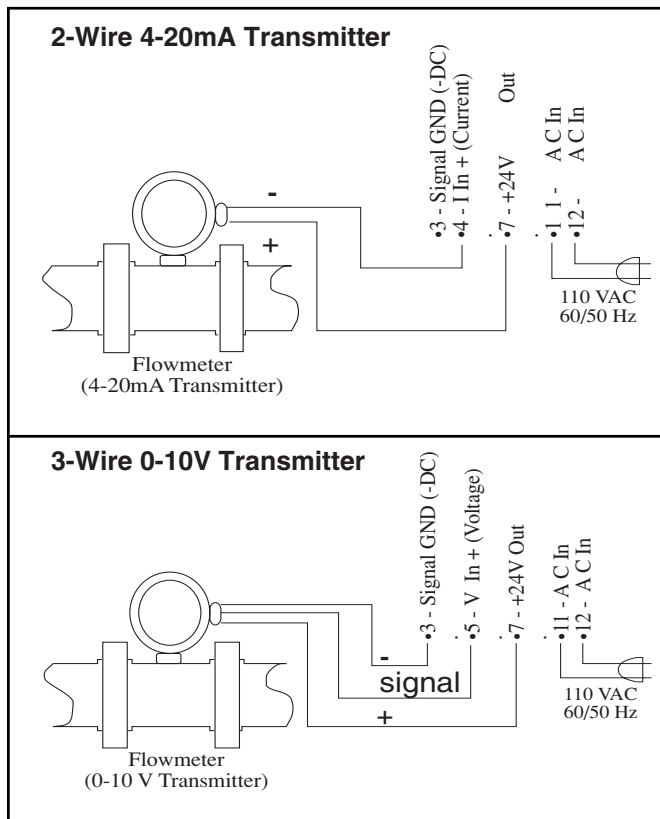 2-Wire 4-20mA Transmitter
•3 - Signal GND (-DC)
•4 - I In + (Current)
•7 - +24V Out
•1 1 - A C In
•12 - A C In
-
+
110 VAC
60/50 Hz
Flowmeter
(4-20mA Transmitter)
3-Wire 0-10V Transmitter
•3 - Signal GND (-DC)
•5 - V In + (Voltage)
•7 - +24V Out
•11 - A C In
•12 - A C In
-
signal
+
110 VAC
60/50 Hz
Flowmeter
(0-10 V Transmitter)